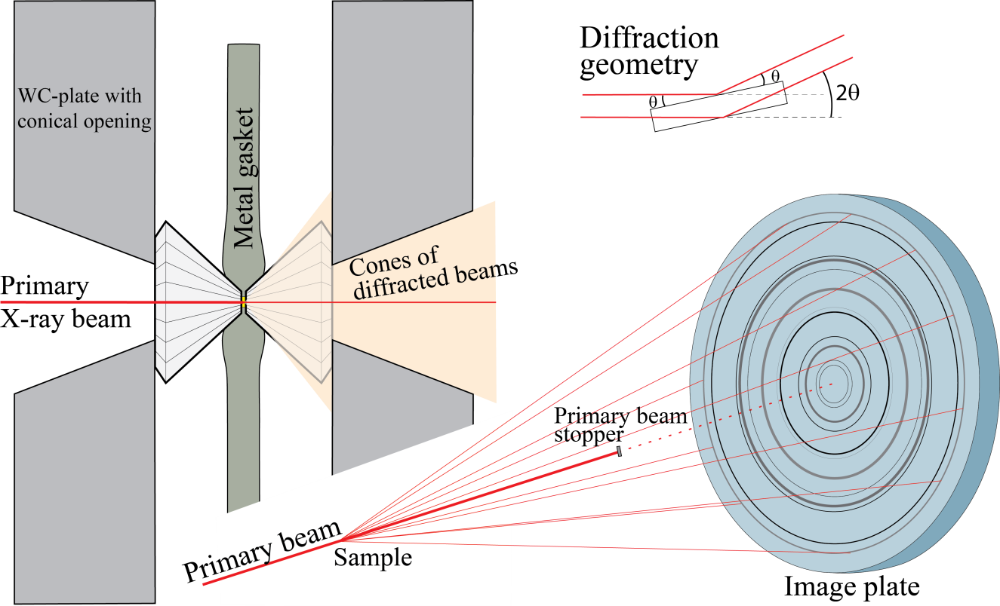 Diffraction
geometry
θ
θ
2θ
WC-plate with
conical opening
Metal gasket
Primary
X-ray beam
Cones of
diffracted beams
Primary beam
stopper
Primary beam
Sample
Image plate